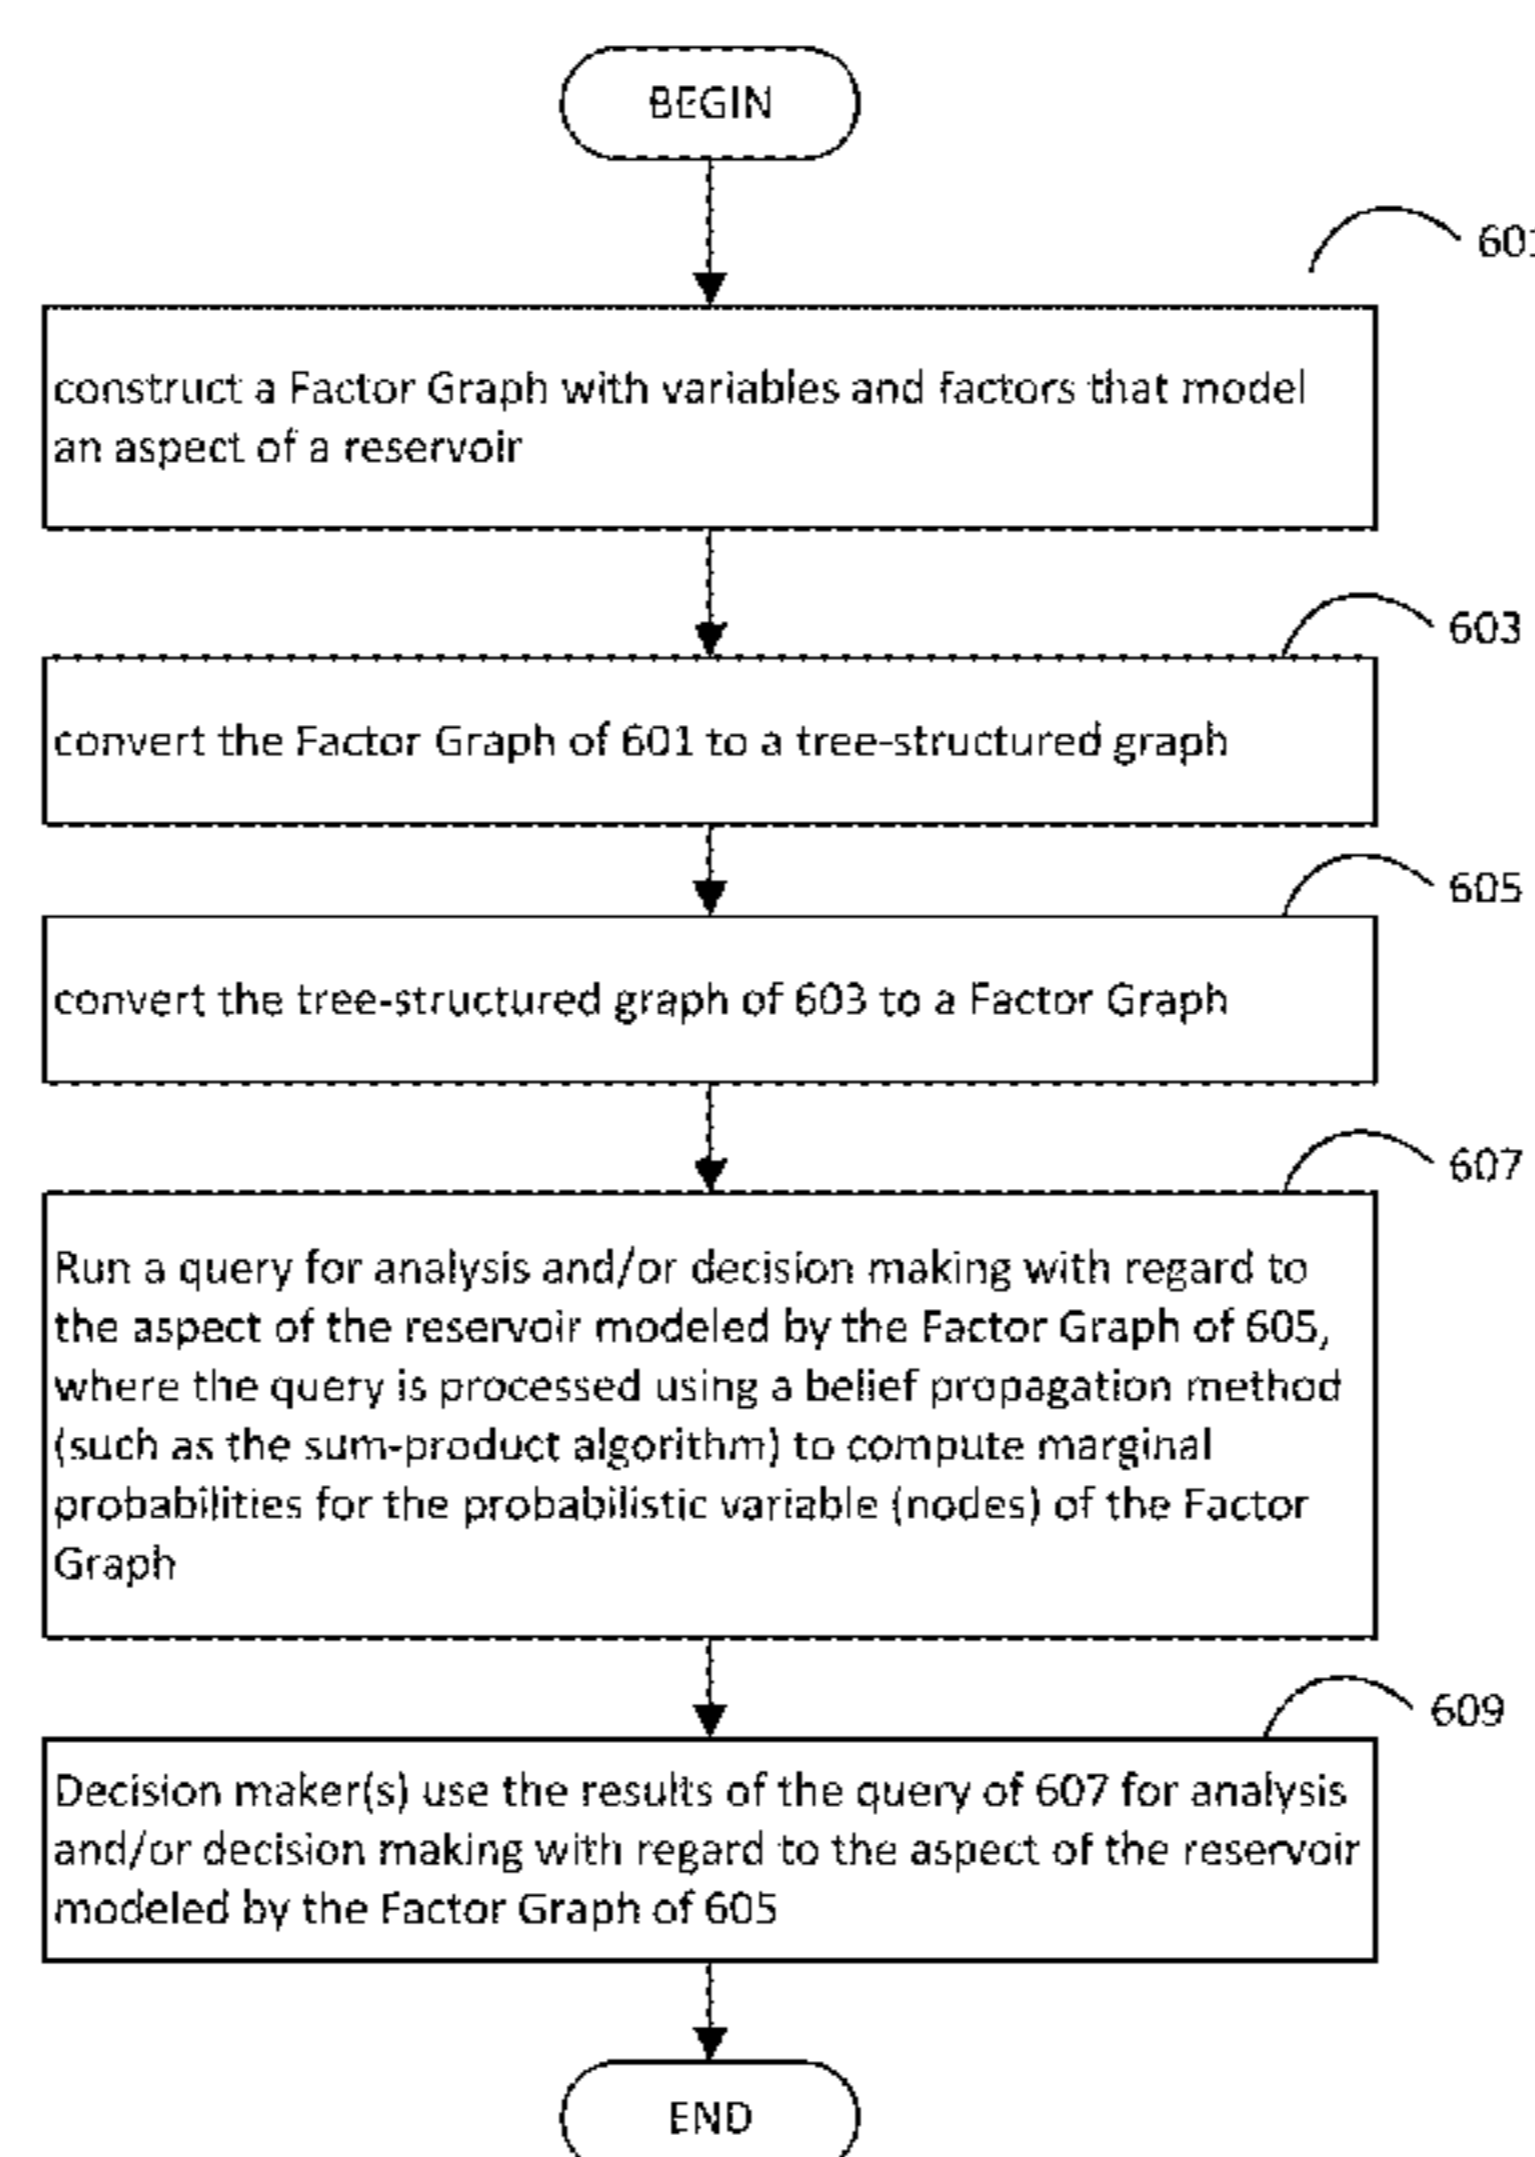 BEGIN
601
construct a Factor Graph with variables and factors that model
an aspect of a reservoir
603
convert the Factor Graph of 601 to a tree-structured graph
605
convert the tree-structured graph of 603 to a Factor Graph
607
Run a query for analysis and/or decision making with regard to
the aspect of the reservoir modeled by the Factor Graph of 605,
where the query is processed using a belief propagation method
(such as the sum-product algorithm) to compute marginal
probabilities for the probabilistic variable (nodes) of the Factor
Graph
609
Decision maker(s) use the results of the query of 607 for analysis
and/or decision making with regard to the aspect of the reservoir
modeled by the Factor Graph of 605
END